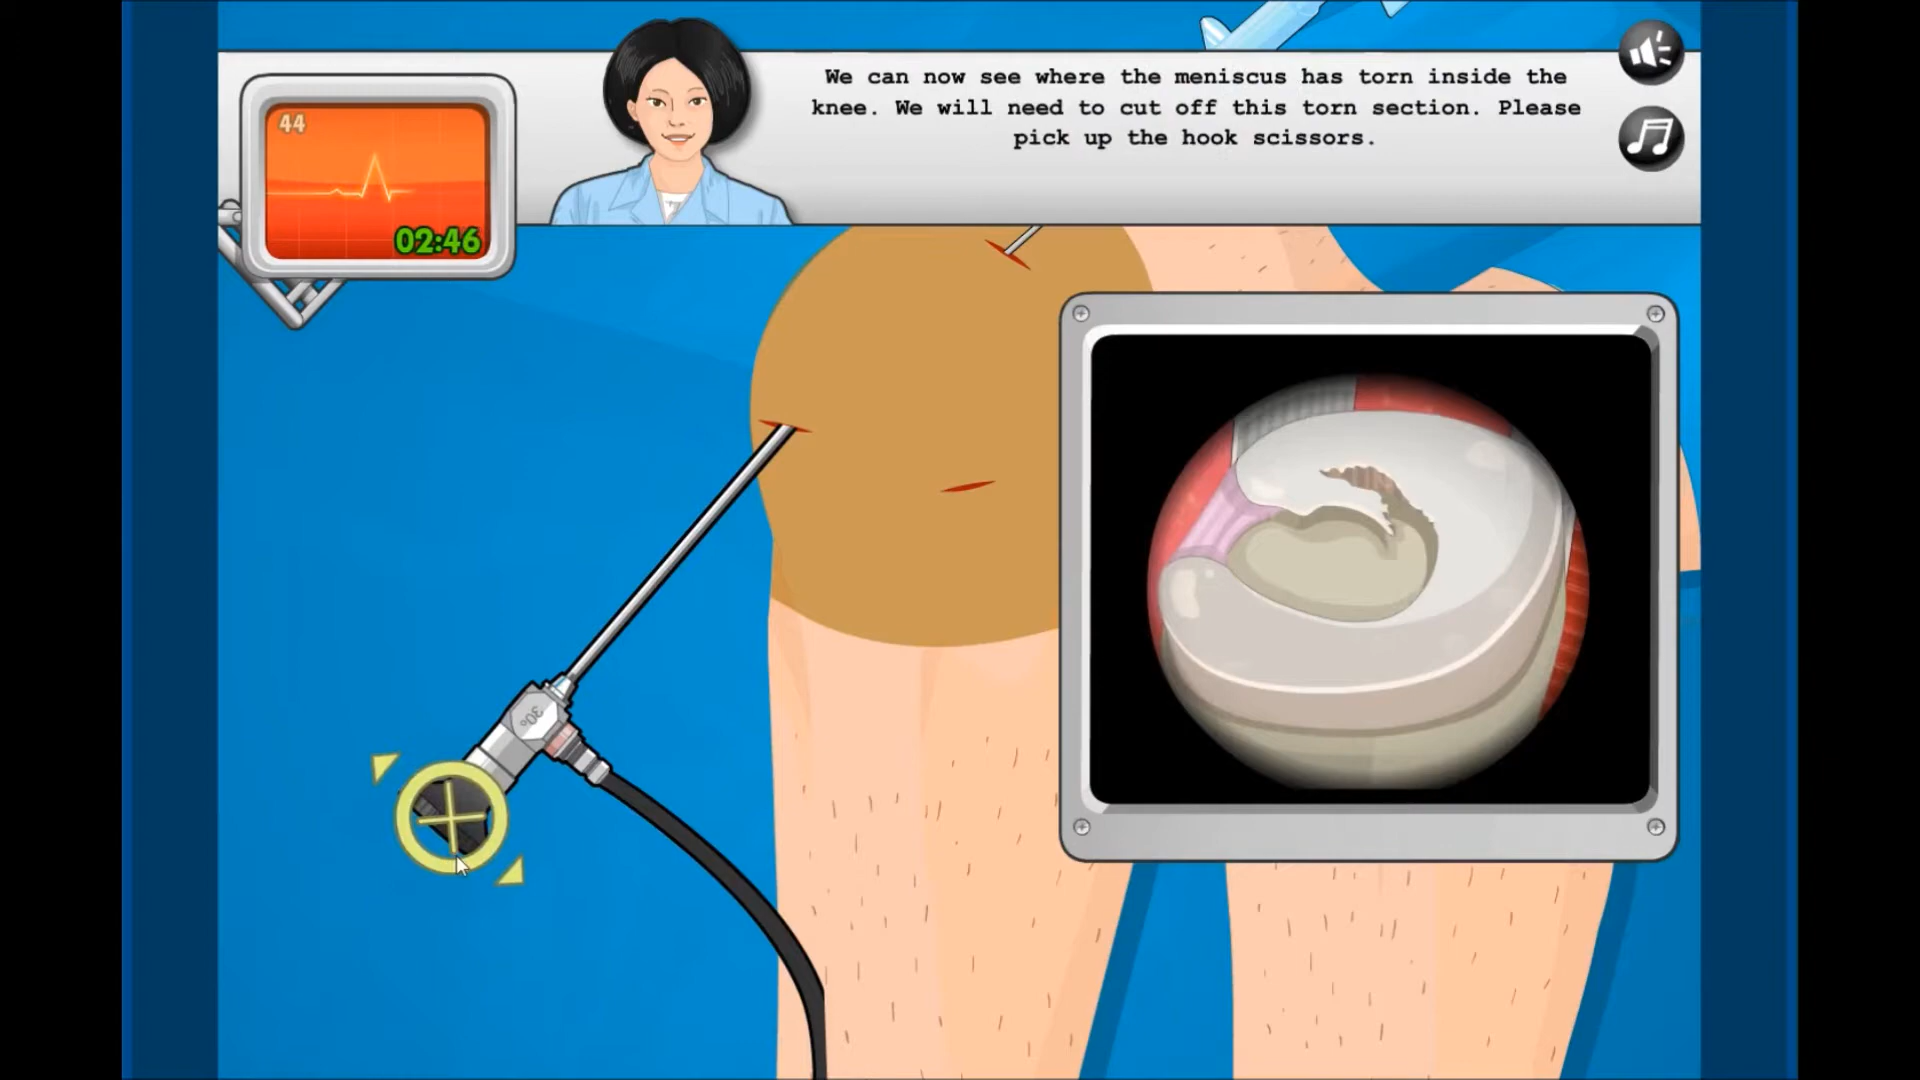 We can now see where the meniscus has torn inside the
knee. We will need to cut off this torn section. Please
pick up the hook scissors.
44
02:46
30°